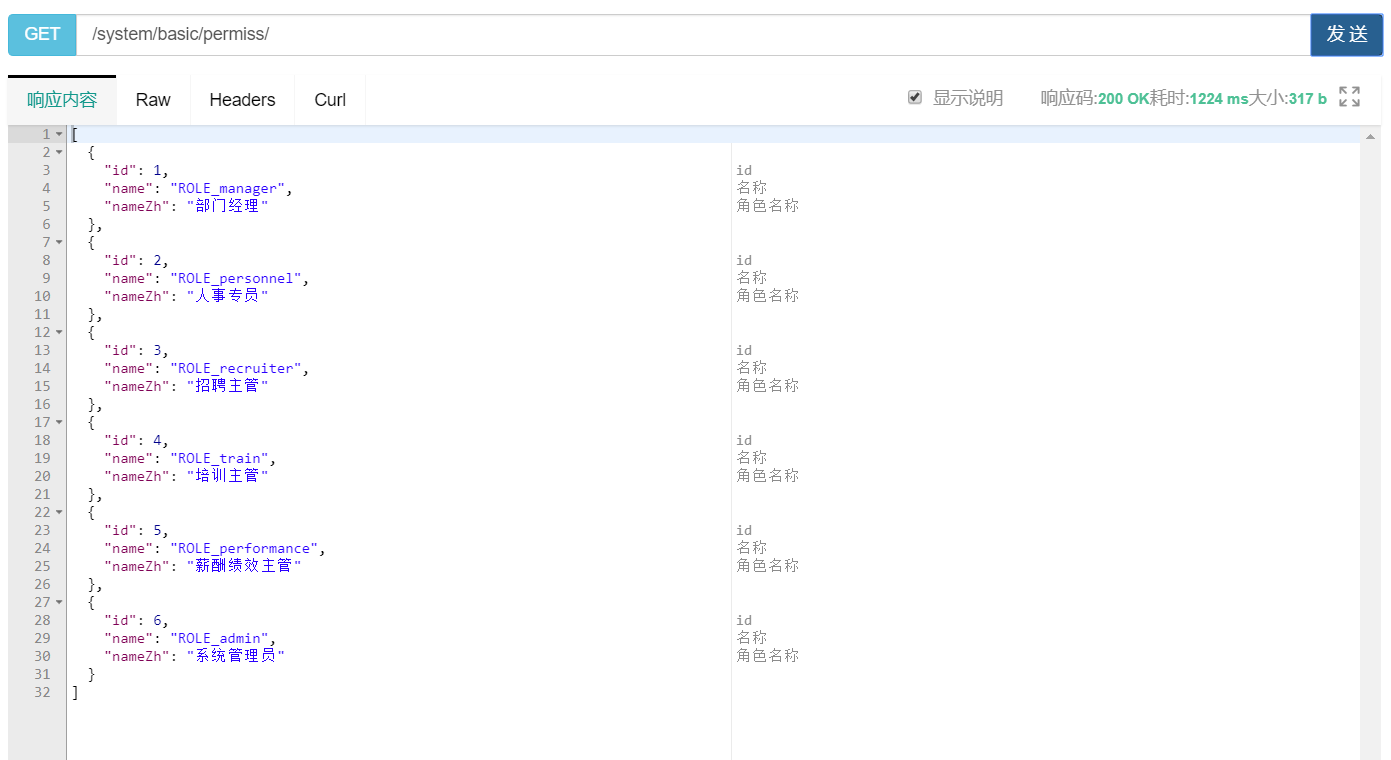 GET /system/basic/permiss/ 发送
响应内容 Raw Headers Curl 显示说明 响应码:200 OK耗时:1224 ms大小:317 b
1 [
2 {
3 "id": 1, id
4 "name": "ROLE_manager", 名称
5 "nameZh": "部门经理" 角色名称
6 },
7 {
8 "id": 2, id
9 "name": "ROLE_personnel", 名称
10 "nameZh": "人事专员" 角色名称
11 },
12 {
13 "id": 3, id
14 "name": "ROLE_recruiter", 名称
15 "nameZh": "招聘主管" 角色名称
16 },
17 {
18 "id": 4, id
19 "name": "ROLE_train", 名称
20 "nameZh": "培训主管" 角色名称
21 },
22 {
23 "id": 5, id
24 "name": "ROLE_performance", 名称
25 "nameZh": "薪酬绩效主管" 角色名称
26 },
27 {
28 "id": 6, id
29 "name": "ROLE_admin", 名称
30 "nameZh": "系统管理员" 角色名称
31 }
32 ]